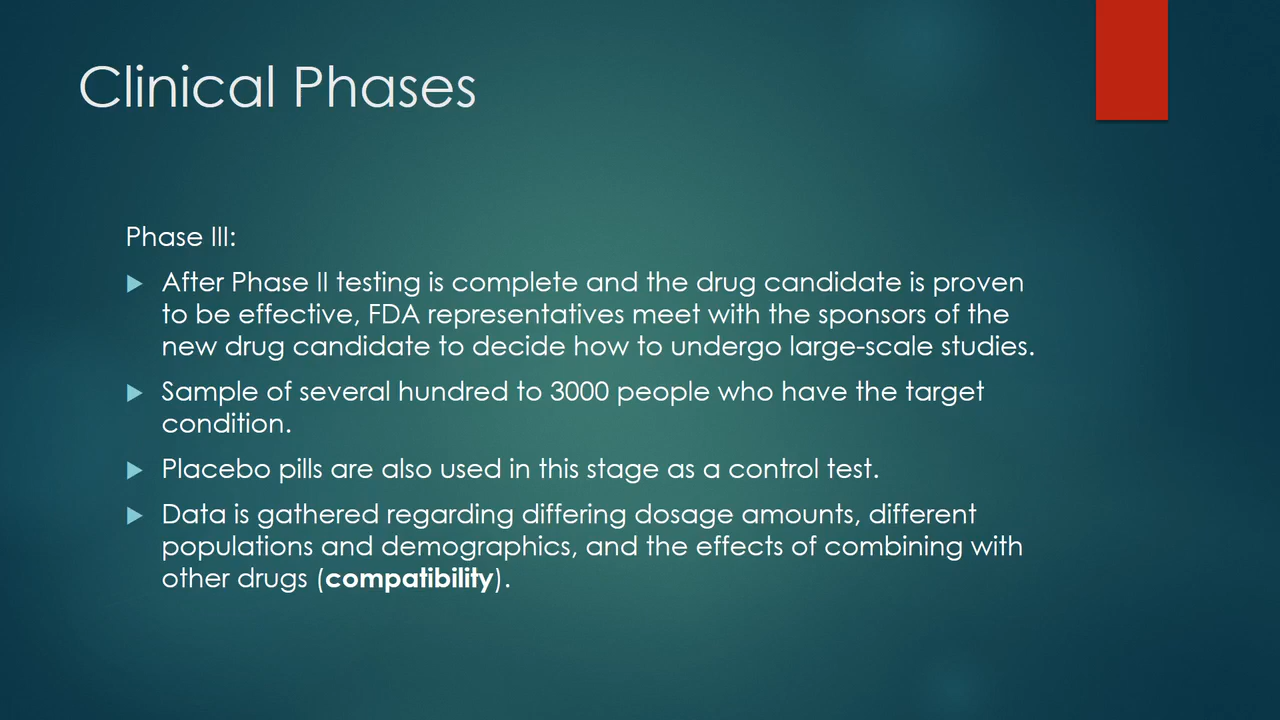 Clinical Phases
Phase III:
After Phase II testing is complete and the drug candidate is proven
to be effective, FDA representatives meet with the sponsors of the
new drug candidate to decide how to undergo large-scale studies.
Sample of several hundred to 3000 people who have the target
condition.
Placebo pills are also used in this stage as a control test.
Data is gathered regarding differing dosage amounts, different
populations and demographics, and the effects of combining with
other drugs (compatibility).